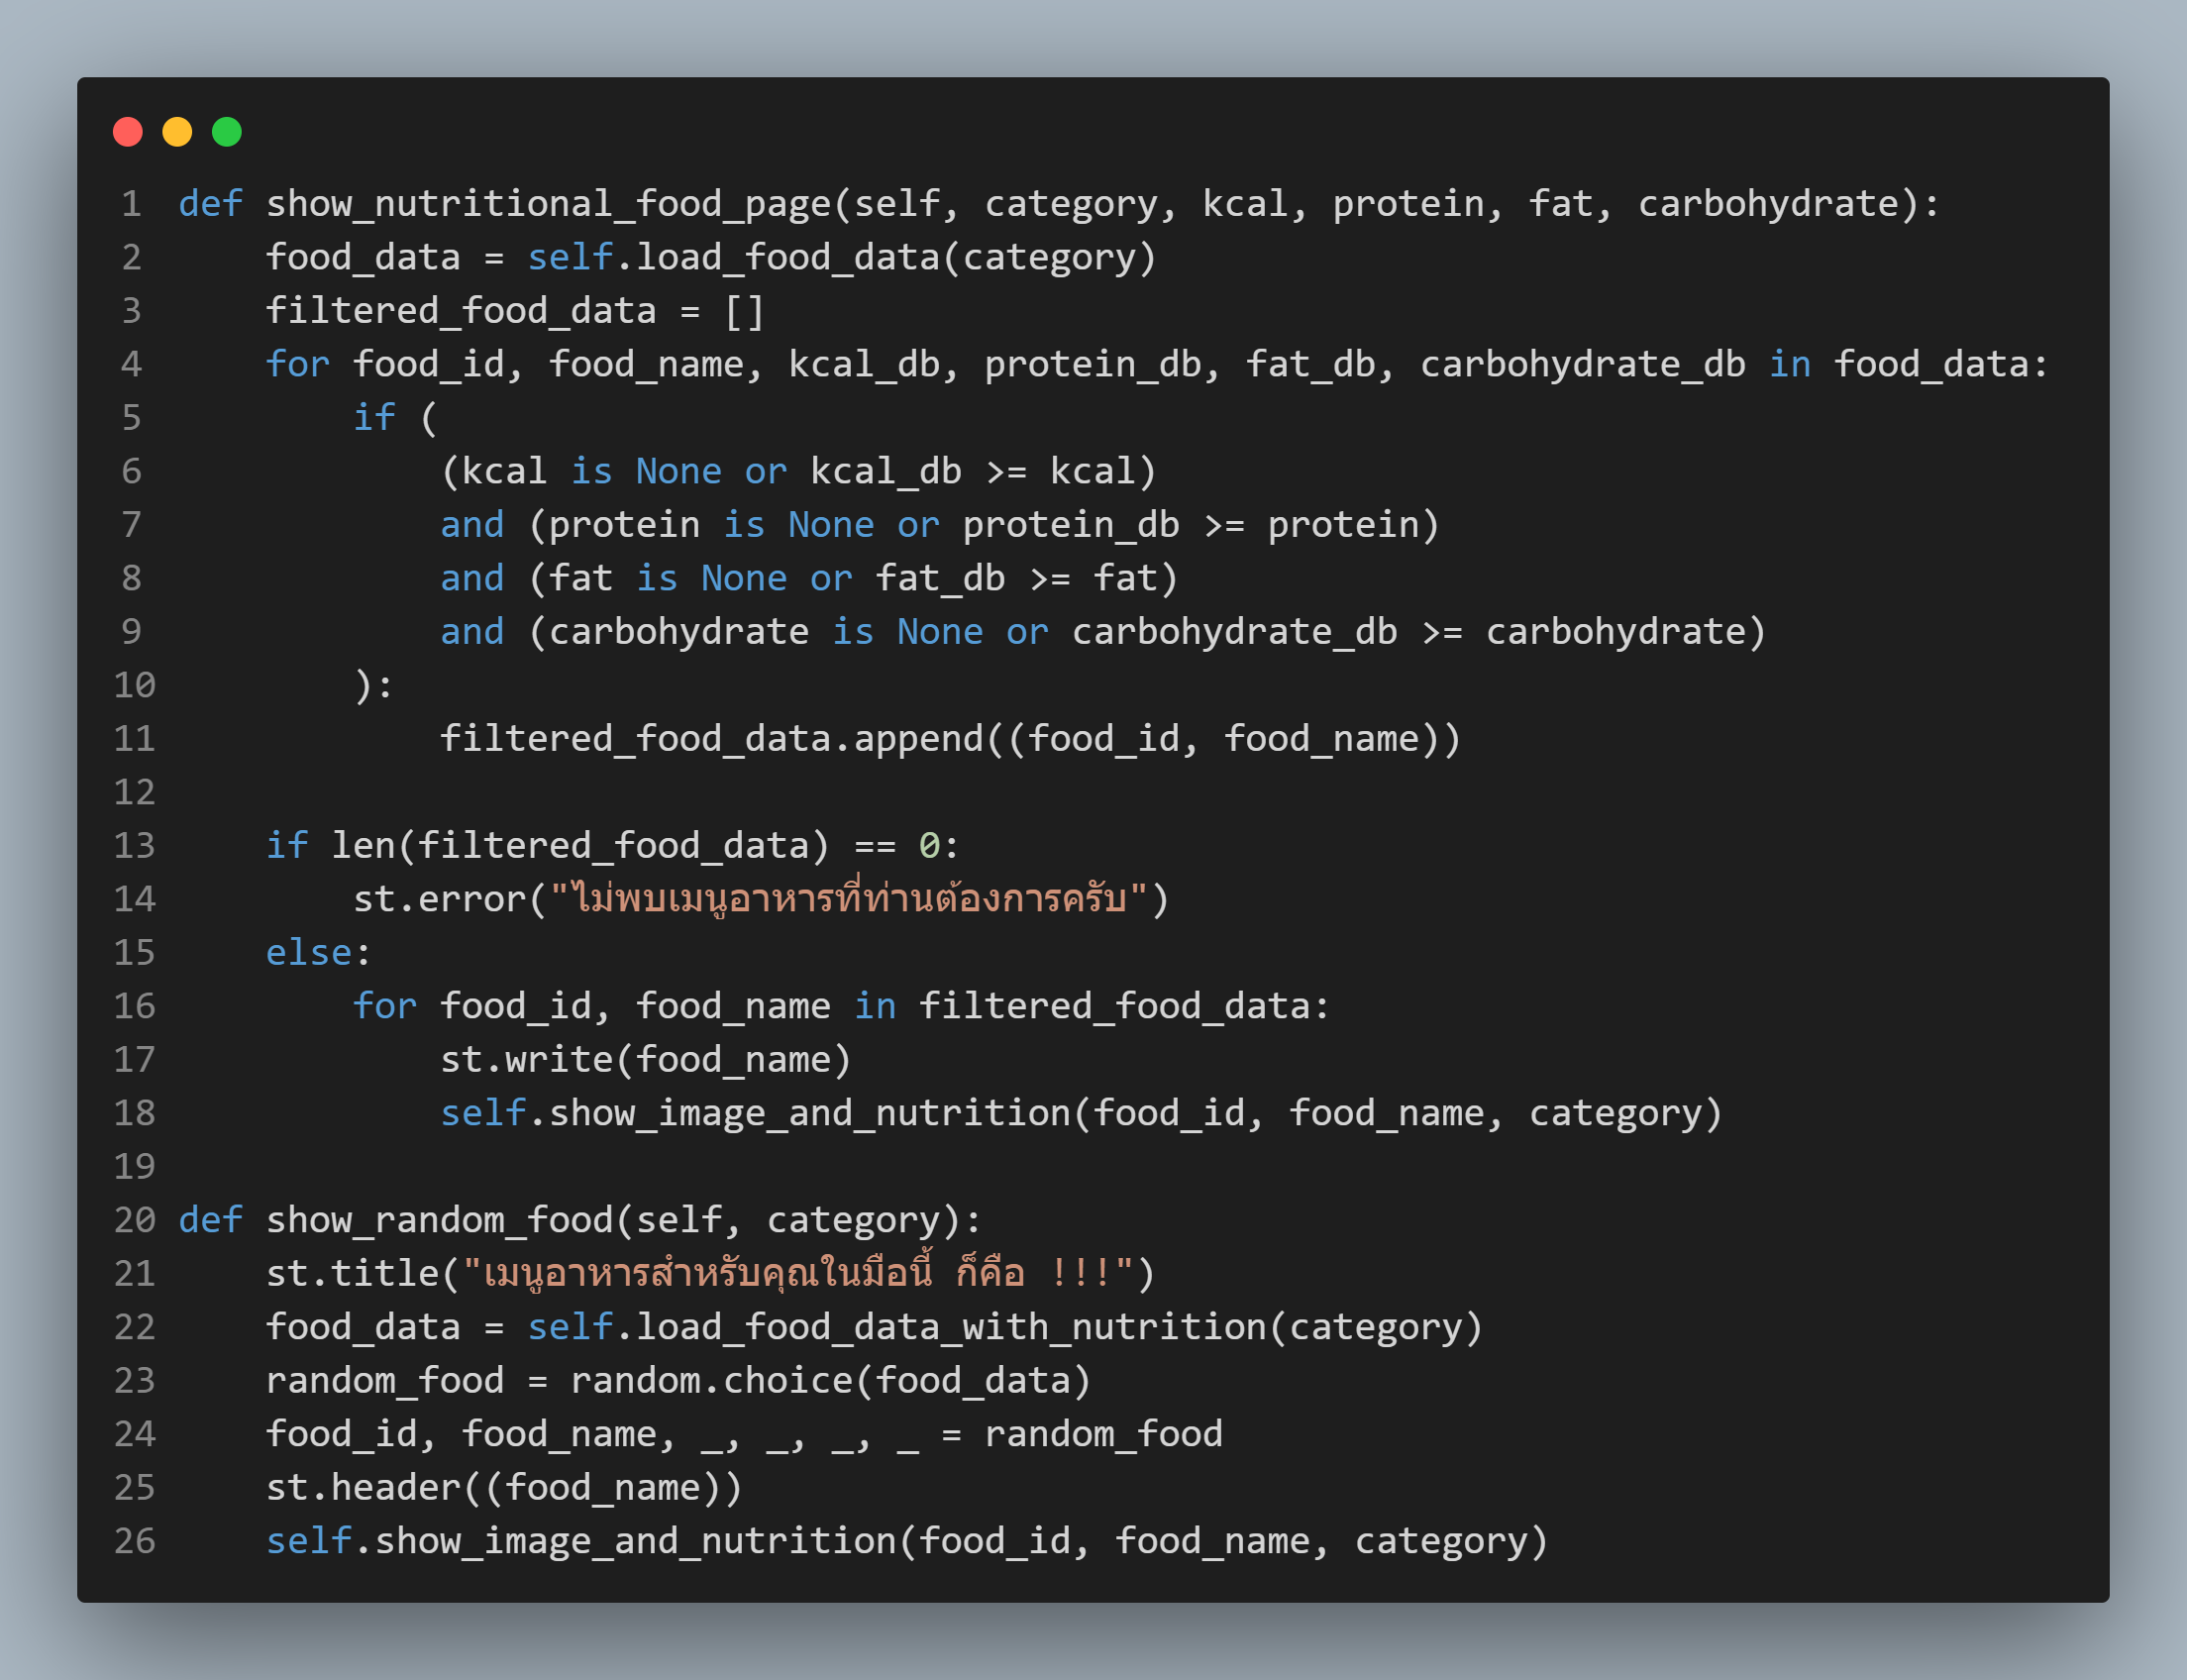 1 def show_nutritional_food_page(self, category, kcal, protein, fat, carbohydrate):
2     food_data = self.load_food_data(category)
3     filtered_food_data = []
4     for food_id, food_name, kcal_db, protein_db, fat_db, carbohydrate_db in food_data:
5         if (
6             (kcal is None or kcal_db >= kcal)
7             and (protein is None or protein_db >= protein)
8             and (fat is None or fat_db >= fat)
9             and (carbohydrate is None or carbohydrate_db >= carbohydrate)
10         ):
11             filtered_food_data.append((food_id, food_name))
12
13     if len(filtered_food_data) == 0:
14         st.error("ไม่พบเมนูอาหารที่ท่านต้องการครับ")
15     else:
16         for food_id, food_name in filtered_food_data:
17             st.write(food_name)
18             self.show_image_and_nutrition(food_id, food_name, category)
19
20 def show_random_food(self, category):
21     st.title("เมนูอาหารสำหรับคุณในมือนี้ ก็คือ !!!")
22     food_data = self.load_food_data_with_nutrition(category)
23     random_food = random.choice(food_data)
24     food_id, food_name, _, _, _, _ = random_food
25     st.header((food_name))
26     self.show_image_and_nutrition(food_id, food_name, category)